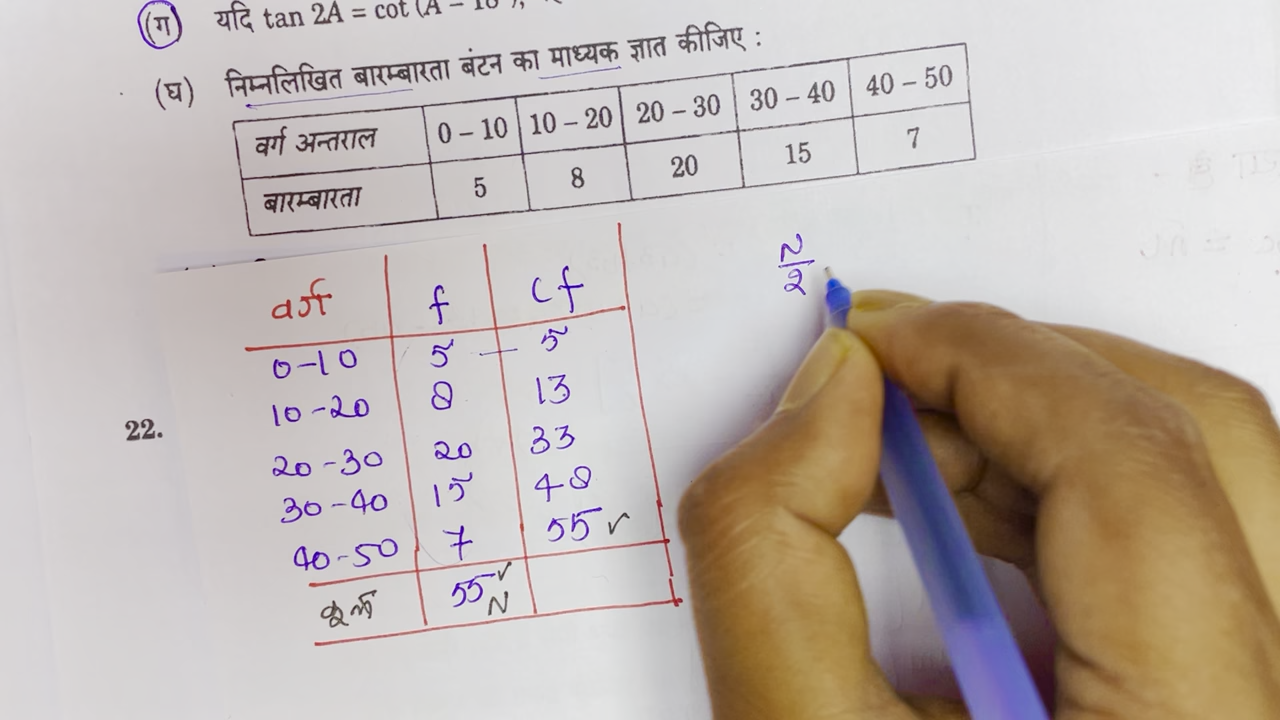 (ग) यदि tan 2A = cot (A – 18
(घ) निम्नलिखित बारम्बारता बंटन का माध्यक ज्ञात कीजिए :
वर्ग अन्तराल 0 – 10 10 – 20 20 – 30 30 – 40 40 – 50
बारम्बारता 5 8 20 15 7
N/2
वर्ग f cf
0-10 5 — 5
10-20 8 13
20-30 20 33
22.
30-40 15 48
40-50 7 55 ✓
कुल 55 ✓ N